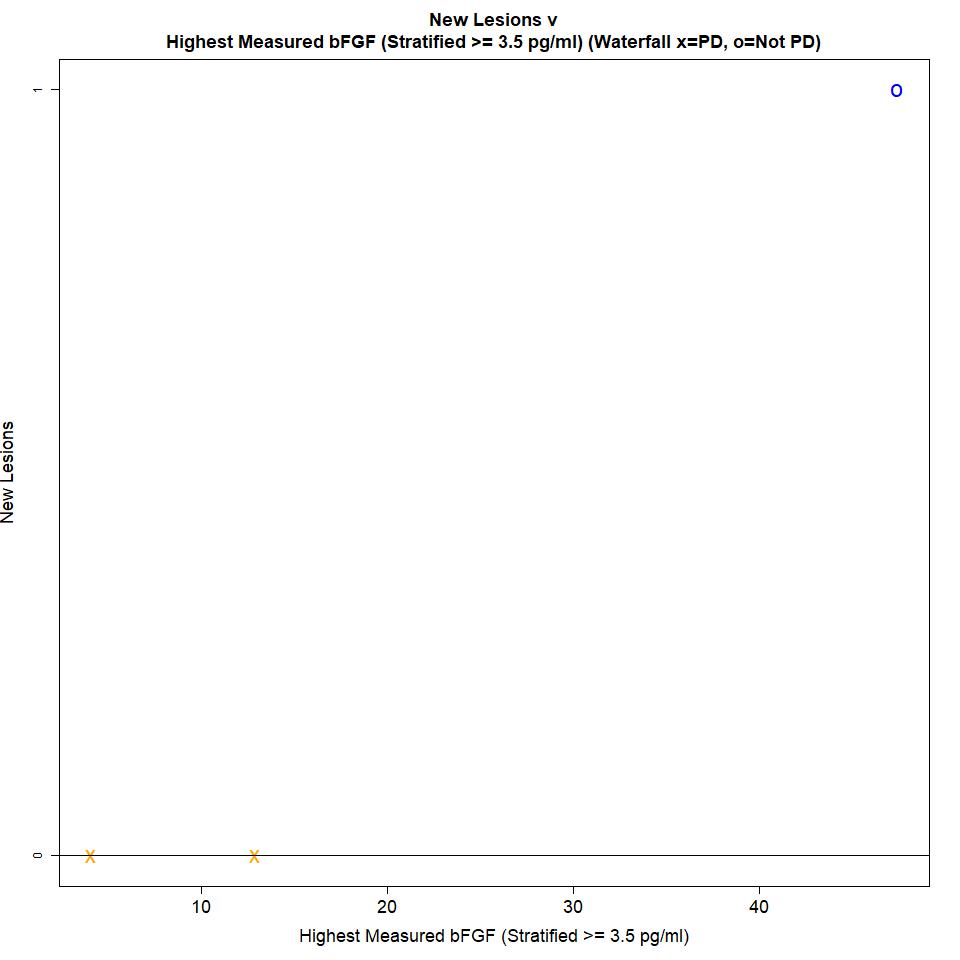 New Lesions v
Highest Measured bFGF (Stratified >= 3.5 pg/ml) (Waterfall x=PD, o=Not PD)
1
o
New Lesions
0
x
x
10
20
30
40
Highest Measured bFGF (Stratified >= 3.5 pg/ml)